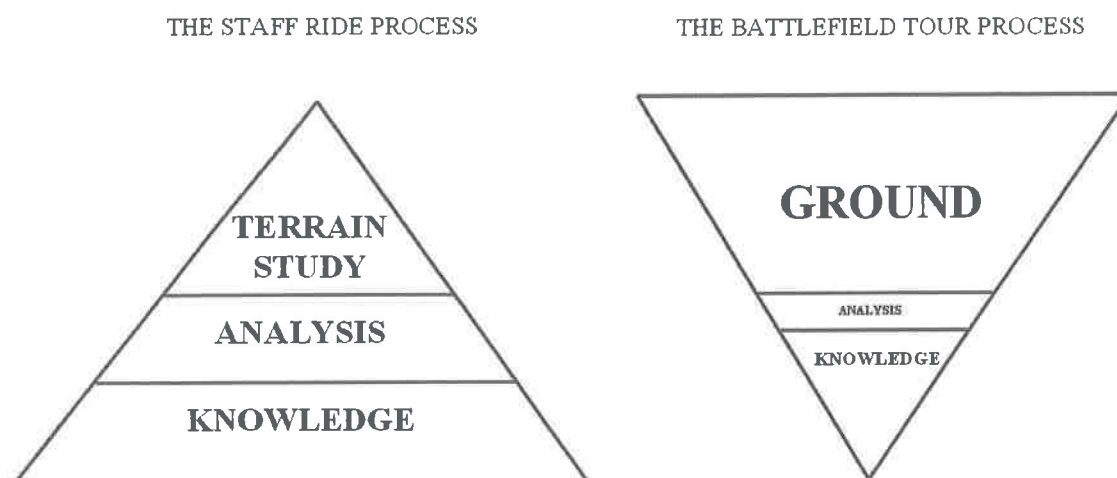 THE STAFF RIDE PROCESS
TERRAIN
STUDY
ANALYSIS
KNOWLEDGE
THE BATTLEFIELD TOUR PROCESS
GROUND
ANALYSIS
KNOWLEDGE